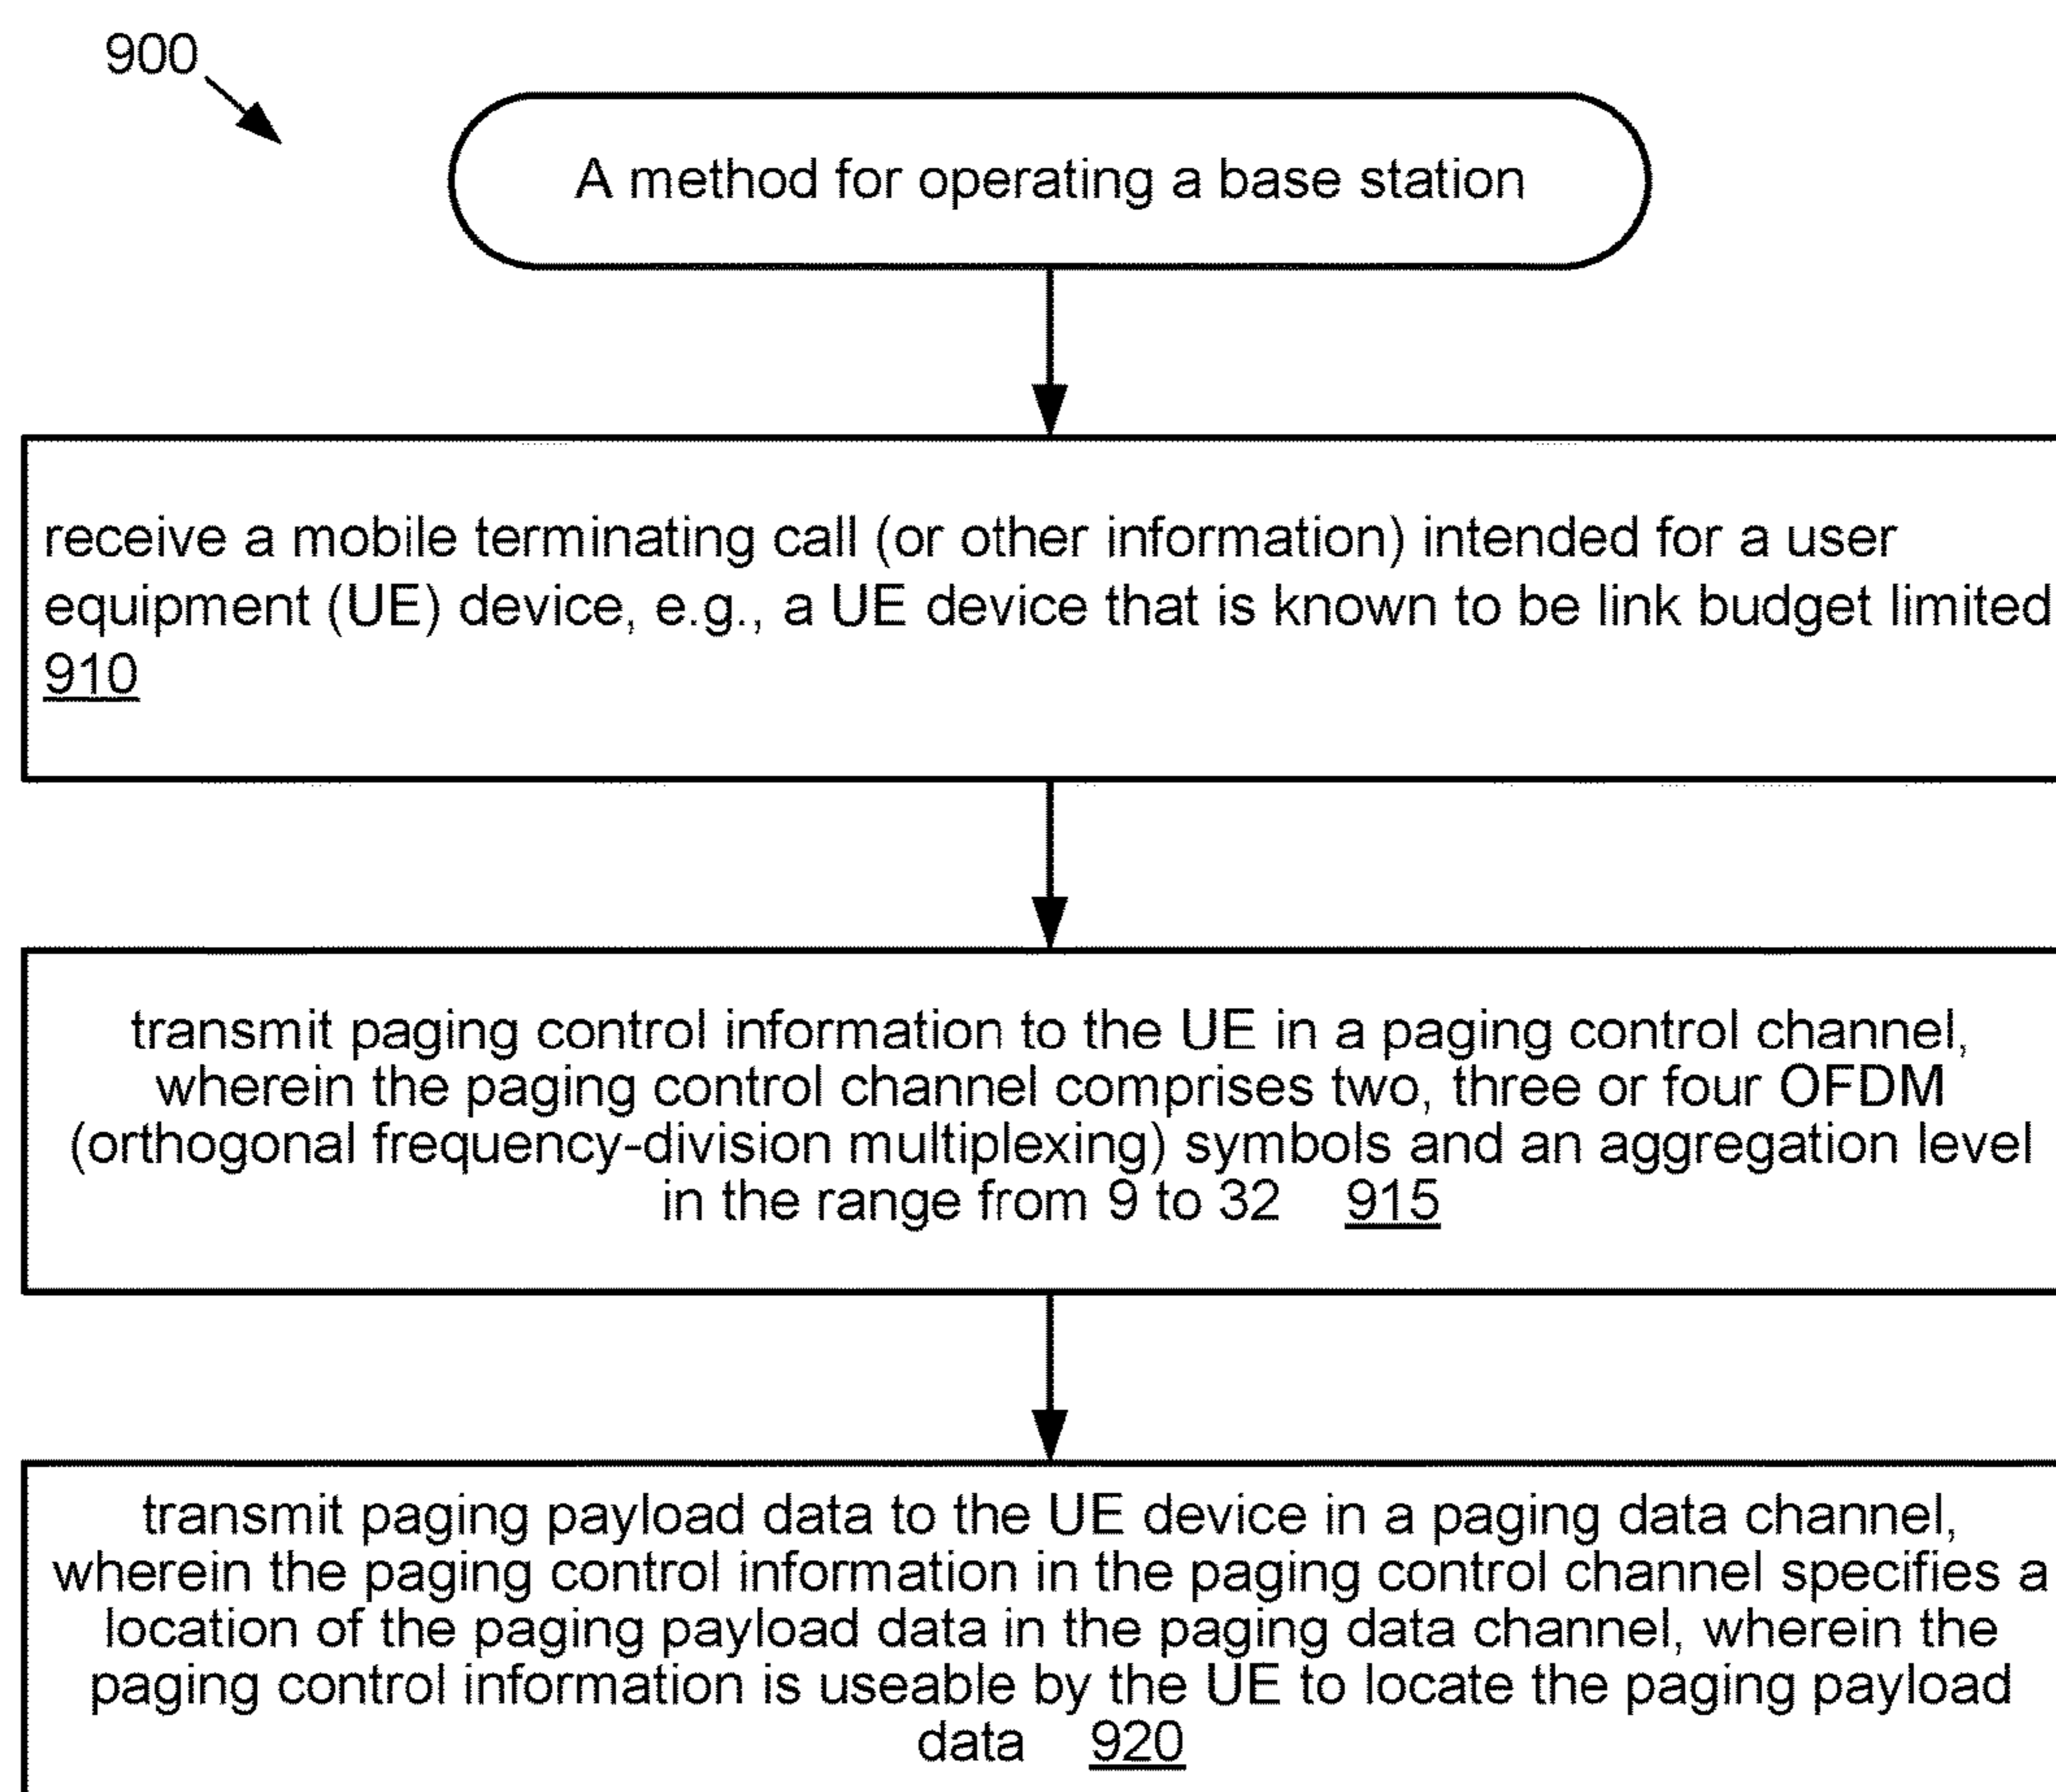 900
A method for operating a base station
receive a mobile terminating call (or other information) intended for a user
equipment (UE) device, e.g., a UE device that is known to be link budget limited
910
transmit paging control information to the UE in a paging control channel,
wherein the paging control channel comprises two, three or four OFDM
(orthogonal frequency-division multiplexing) symbols and an aggregation level
in the range from 9 to 32 915
transmit paging payload data to the UE device in a paging data channel,
wherein the paging control information in the paging control channel specifies a
location of the paging payload data in the paging data channel, wherein the
paging control information is useable by the UE to locate the paging payload
data 920